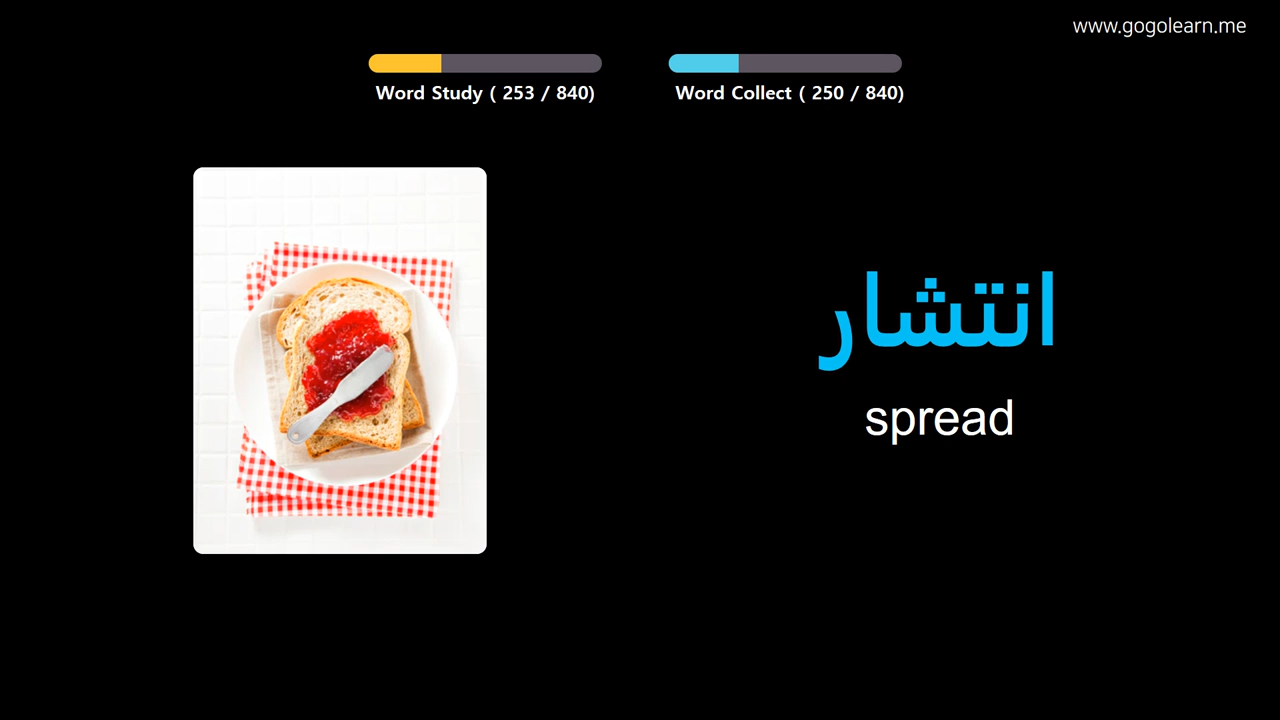 www.gogolearn.me
Word Study ( 253 / 840)
Word Collect ( 250 / 840)
انتشار
spread